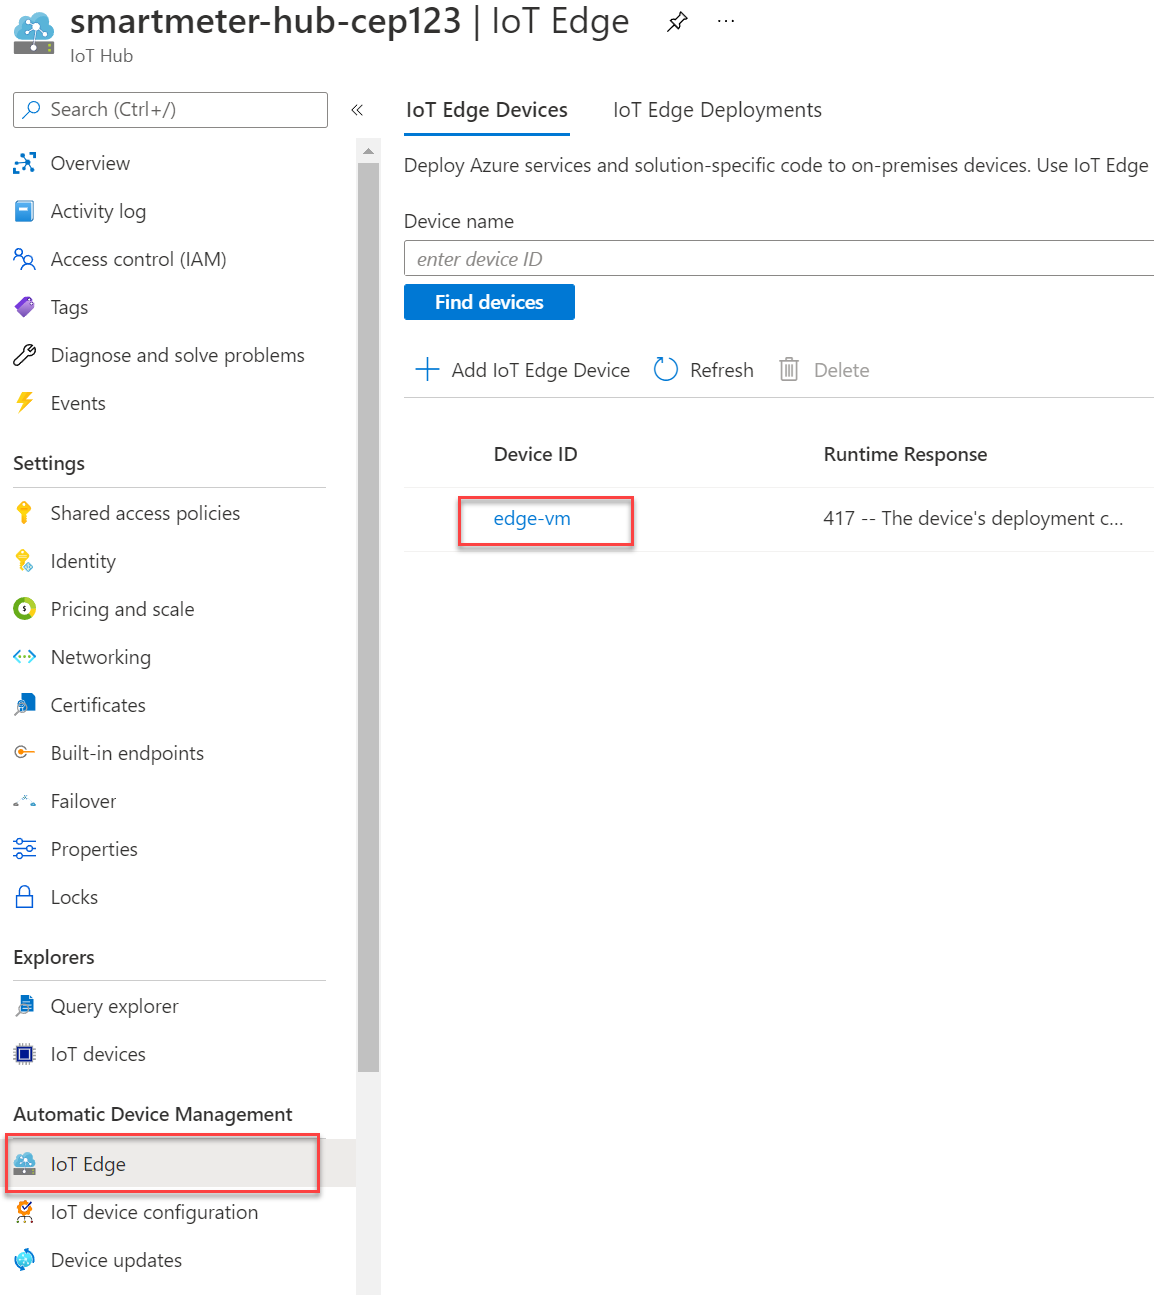 smartmeter-hub-cep123 | IoT Edge
IoT Hub
Search (Ctrl+/)
Overview
Activity log
Access control (IAM)
Tags
Diagnose and solve problems
Events
Settings
Shared access policies
Identity
Pricing and scale
Networking
Certificates
Built-in endpoints
Failover
Properties
Locks
Explorers
Query explorer
IoT devices
Automatic Device Management
IoT Edge
IoT device configuration
Device updates
IoT Edge Devices
IoT Edge Deployments
Deploy Azure services and solution-specific code to on-premises devices. Use IoT Edge
Device name
enter device ID
Find devices
Add IoT Edge Device
Refresh
Delete
Device ID
Runtime Response
edge-vm
417 -- The device's deployment c...